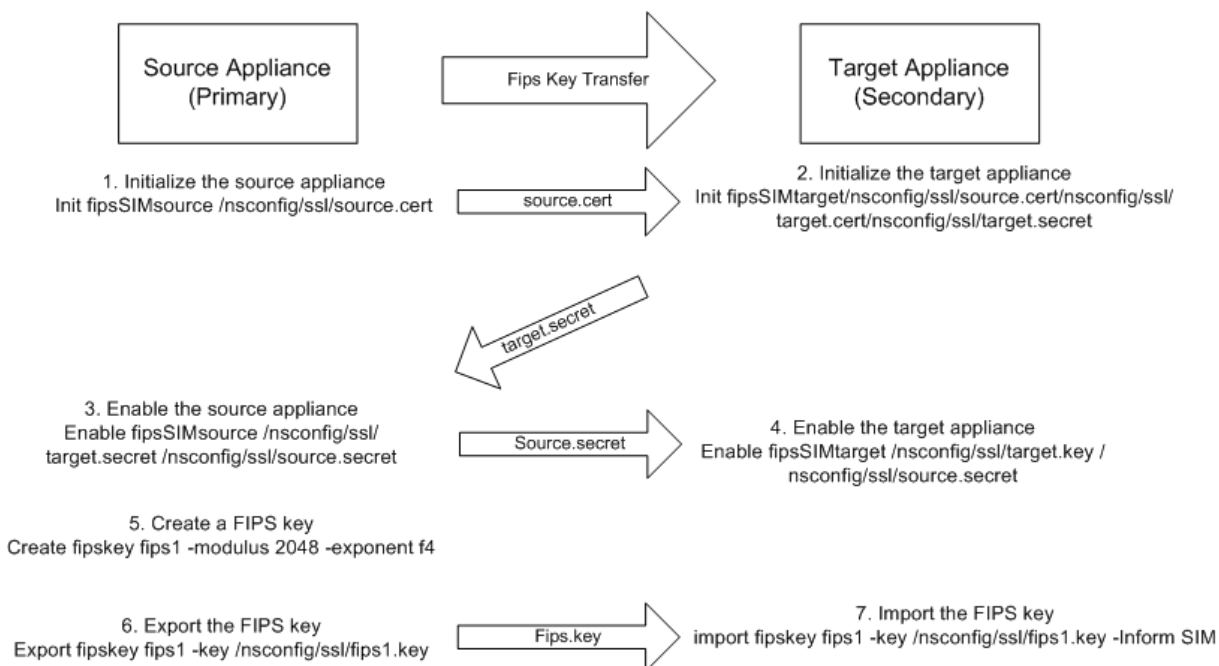 Source Appliance
(Primary)
Fips Key Transfer
Target Appliance
(Secondary)
1. Initialize the source appliance
Init fipsSIMsource /nsconfig/ssl/source.cert
source.cert
2. Initialize the target appliance
Init fipsSIMtarget/nsconfig/ssl/source.cert/nsconfig/ssl/
target.cert/nsconfig/ssl/target.secret
target.secret
3. Enable the source appliance
Enable fipsSIMsource /nsconfig/ssl/
target.secret /nsconfig/ssl/source.secret
Source.secret
4. Enable the target appliance
Enable fipsSIMtarget /nsconfig/ssl/target.key /
nsconfig/ssl/source.secret
5. Create a FIPS key
Create fipskey fips1 -modulus 2048 -exponent f4
6. Export the FIPS key
Export fipskey fips1 -key /nsconfig/ssl/fips1.key
Fips.key
7. Import the FIPS key
import fipskey fips1 -key /nsconfig/ssl/fips1.key -Inform SIM